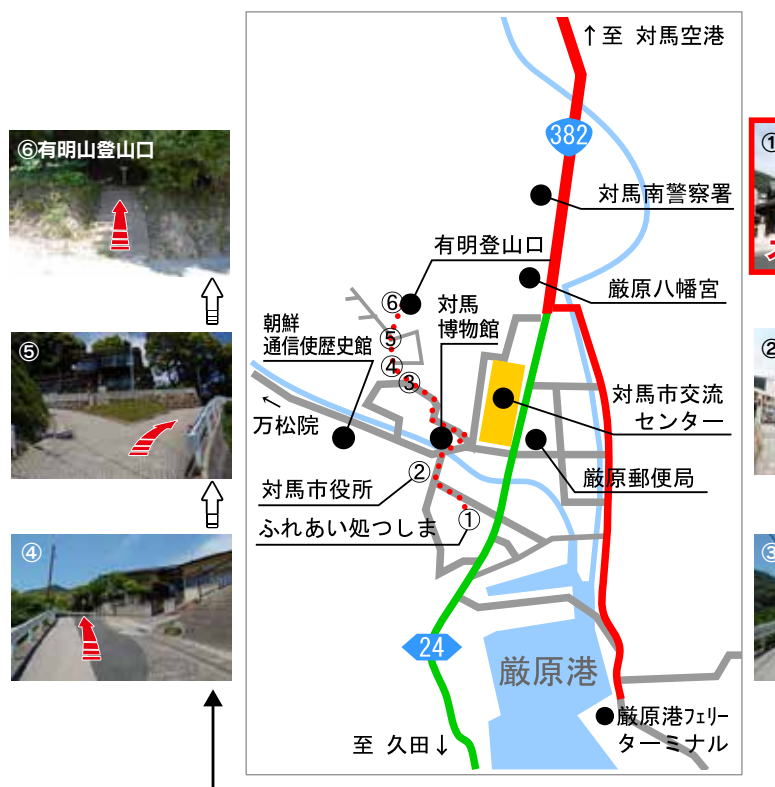 ↑至 対馬空港
382
対馬南警察署
有明登山口
厳原八幡宮
⑥
対馬
博物館
朝鮮
通信使歴史館
⑤
④
③
←
万松院
対馬市交流
センター
②
厳原郵便局
対馬市役所
①
ふれあい処つしま
24
厳原港
厳原港フェリー
ターミナル
至 久田↓
⑥有明山登山口
⑤
④
①
②
③